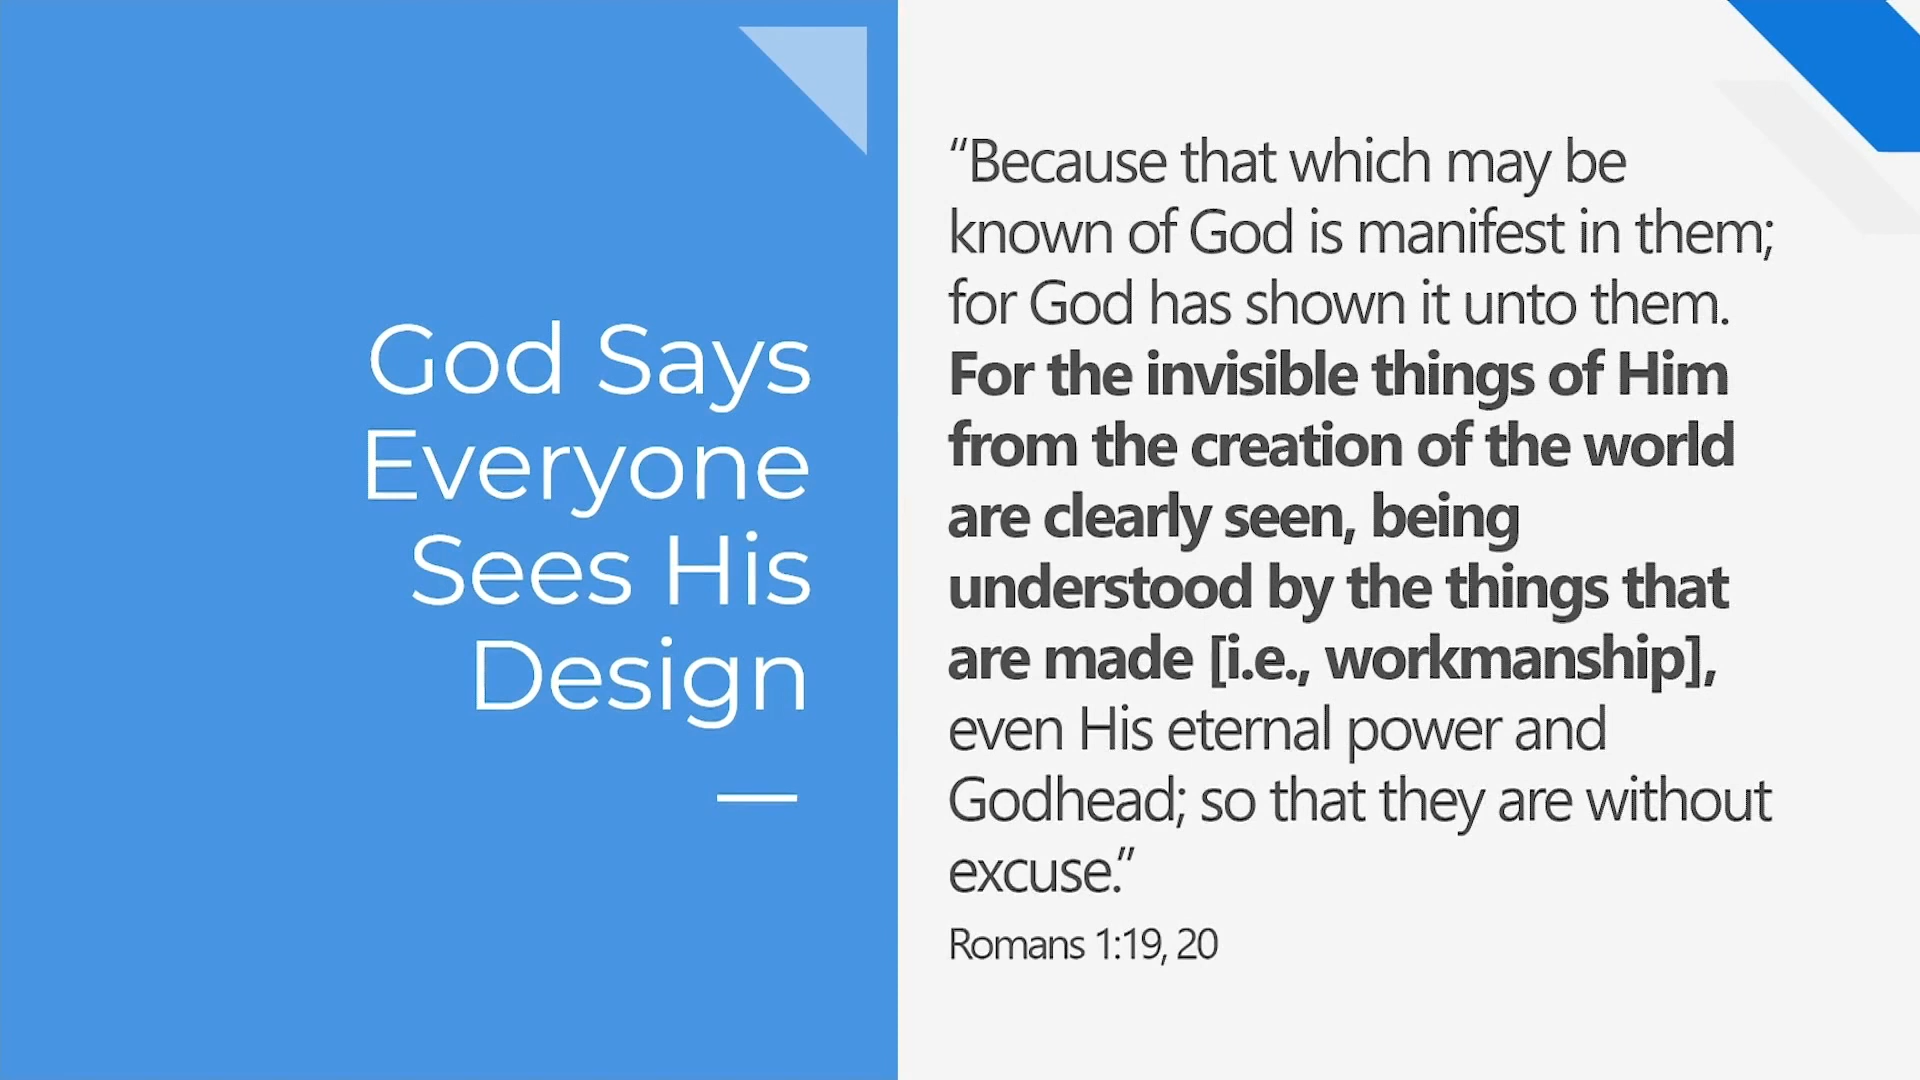 God Says
Everyone
Sees His
Design
“Because that which may be
known of God is manifest in them;
for God has shown it unto them.
For the invisible things of Him
from the creation of the world
are clearly seen, being
understood by the things that
are made [i.e., workmanship],
even His eternal power and
Godhead; so that they are without
excuse.”
Romans 1:19, 20